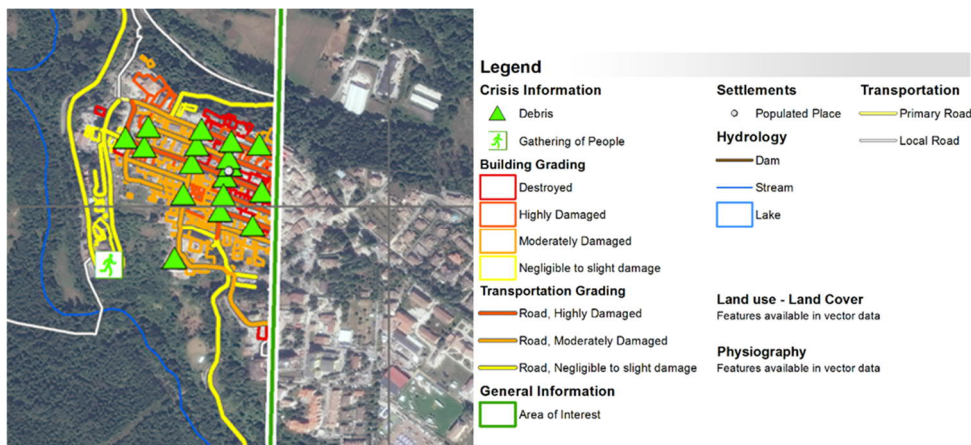 Legend
Crisis Information
Debris
Gathering of People
Building Grading
Destroyed
Highly Damaged
Moderately Damaged
Negligible to slight damage
Transportation Grading
Road, Highly Damaged
Road, Moderately Damaged
Road, Negligible to slight damage
General Information
Area of Interest
Settlements
Populated Place
Hydrology
Dam
Stream
Lake
Land use - Land Cover
Features available in vector data
Physiography
Features available in vector data
Transportation
Primary Road
Local Road